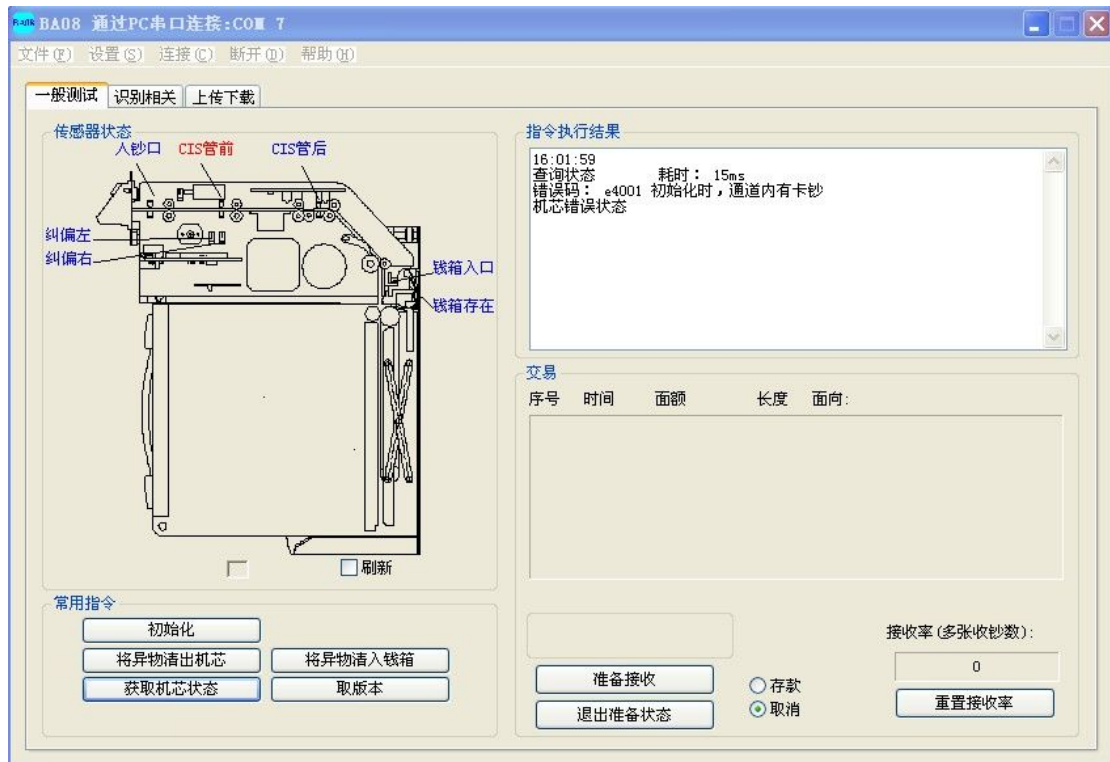 BA08 通过PC串口连接:COM 7
文件(F) 设置(S) 连接(C) 断开(D) 帮助(H)
一般测试 识别相关 上传下载
传感器状态
入钞口 CIS管前 CIS管后
纠偏左
纠偏右
钱箱入口
钱箱存在
刷新
常用指令
初始化
将异物清出机芯 将异物清入钱箱
获取机芯状态 取版本
指令执行结果
16:01:59
查询状态 耗时: 15ms
错误码: e4001 初始化时,通道内有卡钞
机芯错误状态
交易
序号 时间 面额 长度 面向:
接收率(多张收钞数):
0
准备接收
退出准备状态
存款
取消
重置接收率